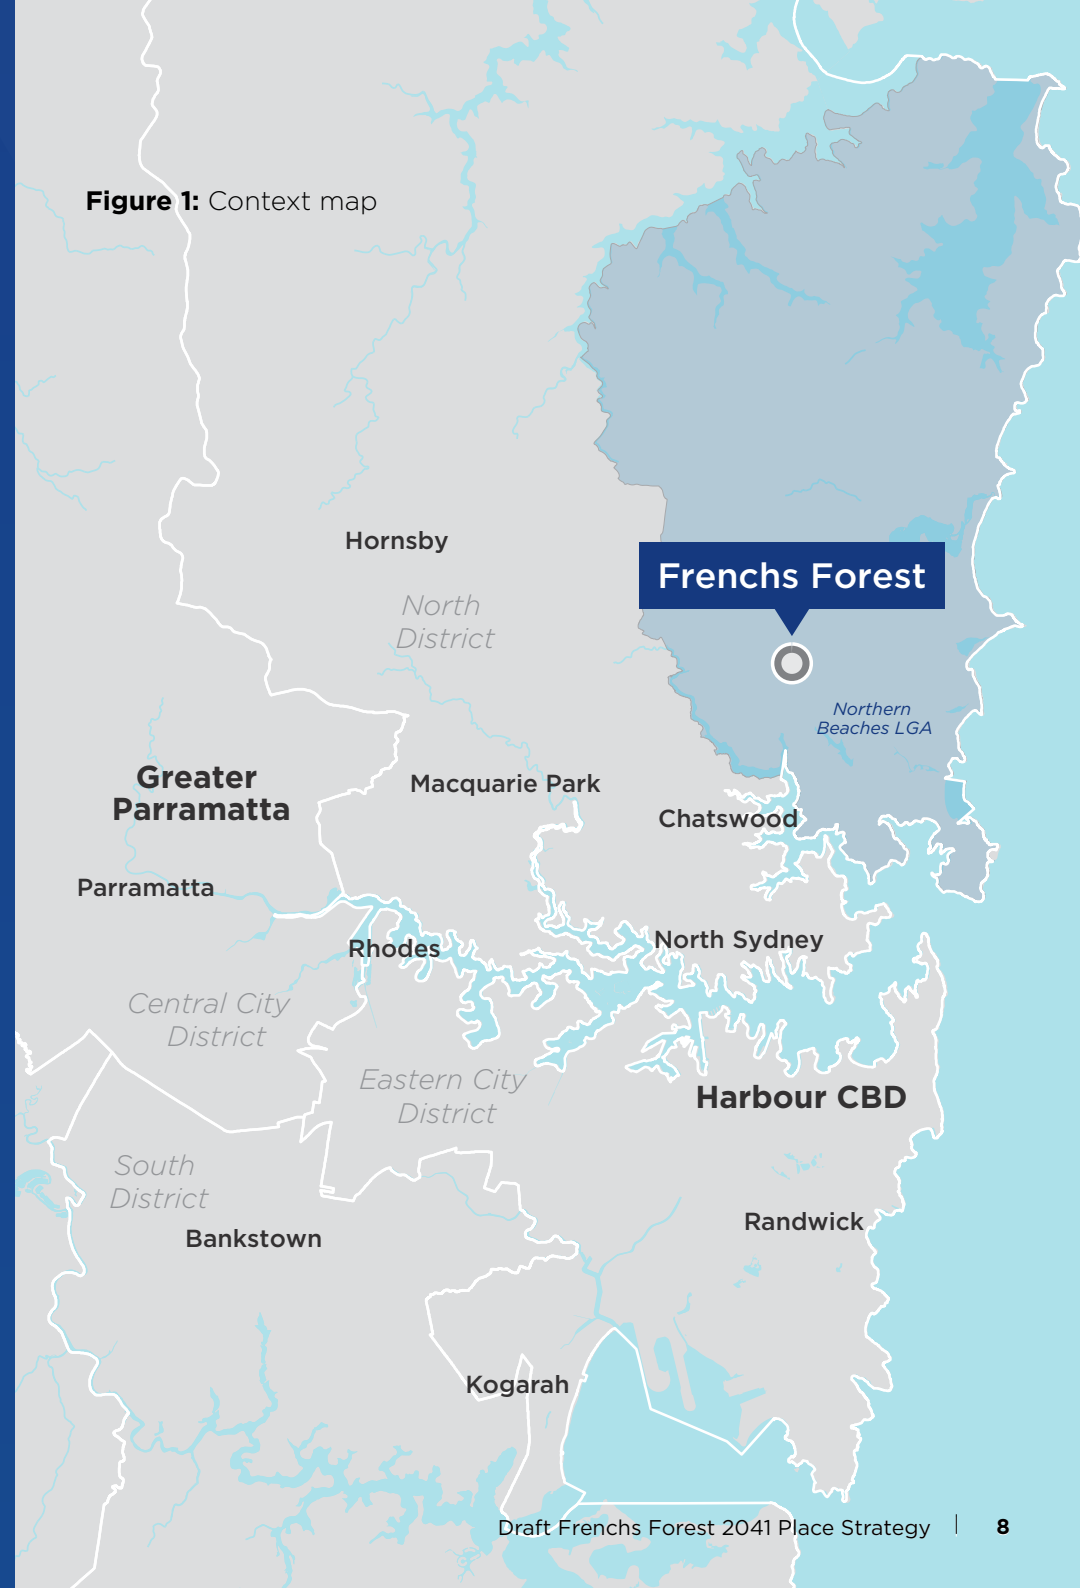 Figure 1: Context map
Hornsby
North
District
Frenchs Forest
Northern
Beaches LGA
Greater
Parramatta
Macquarie Park
Chatswood
Parramatta
Rhodes
North Sydney
Central City
District
Eastern City
District
Harbour CBD
South
District
Bankstown
Randwick
Kogarah
Draft Frenchs Forest 2041 Place Strategy | 8